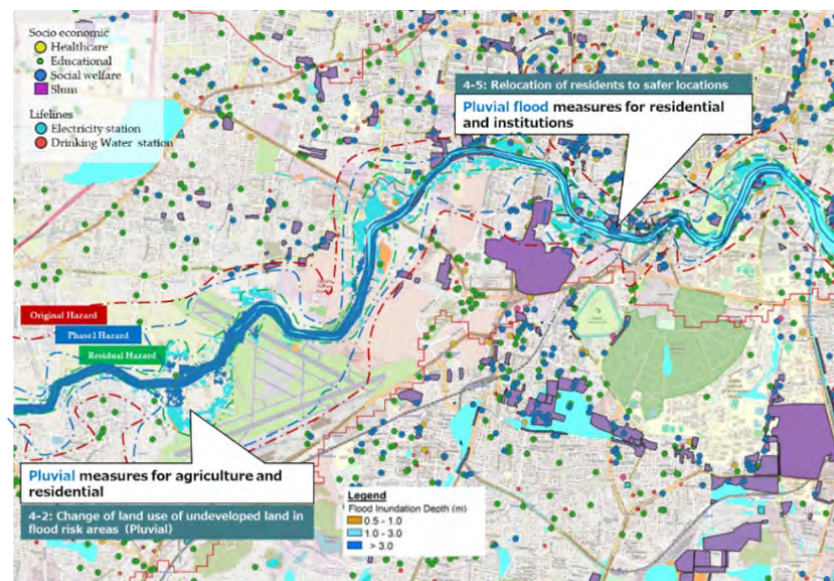 Socio economic
Healthcare
Educational
Social welfare
Slum
Lifelines
Electricity station
Drinking Water station
4-5: Relocation of residents to safer locations
Pluvial flood measures for residential
and institutions
Original Hazard
Phase1 Hazard
Residual Hazard
Pluvial measures for agriculture and
residential
4-2: Change of land use of undeveloped land in
flood risk areas (Pluvial)
Legend
Flood Inundation Depth (m)
0.5 - 1.0
1.0 - 3.0
> 3.0